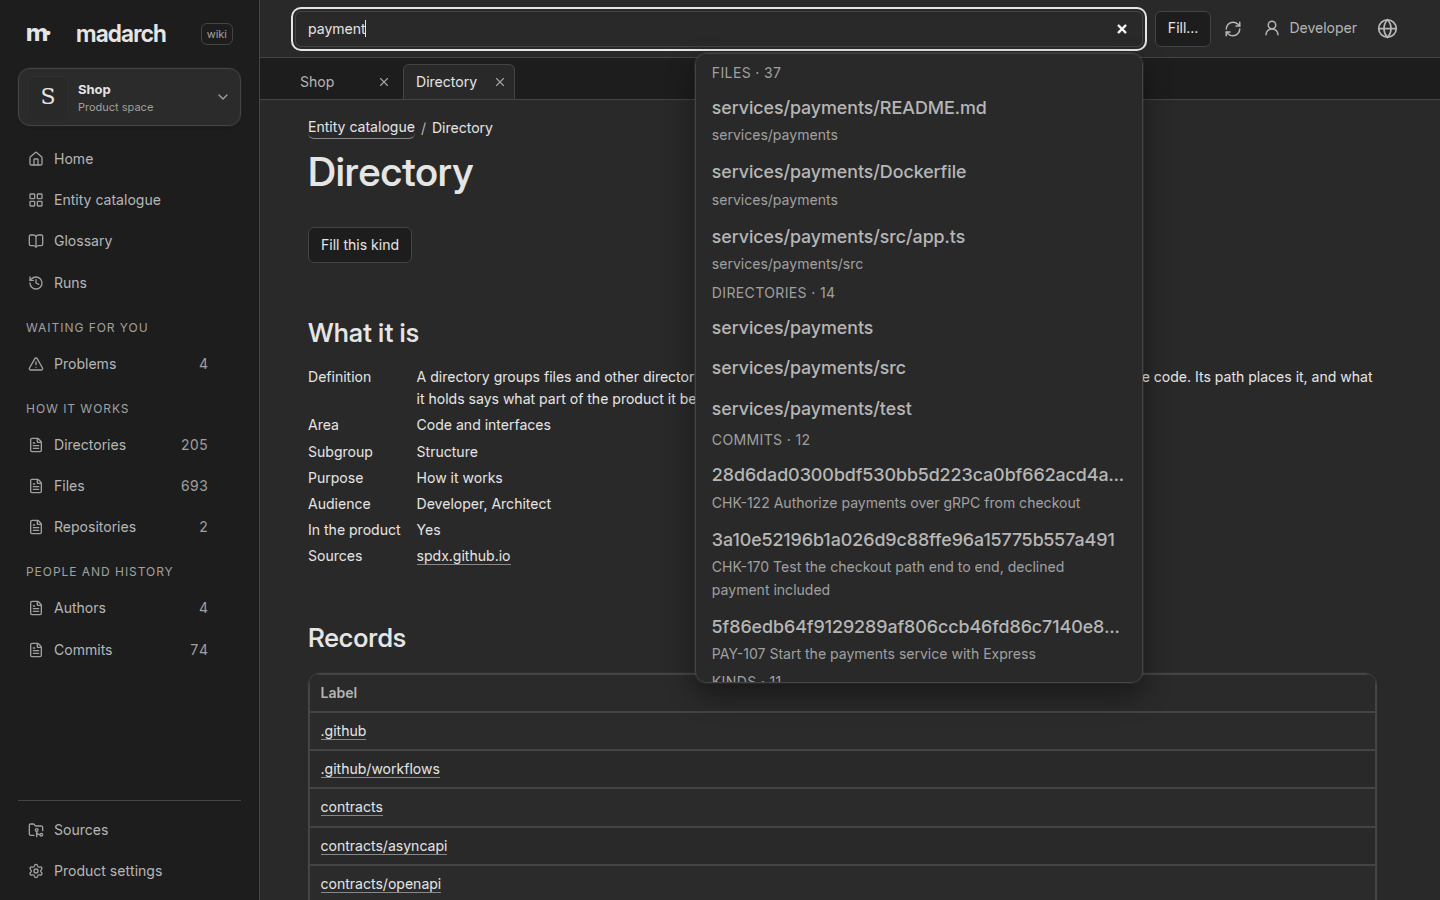 m madarch wiki
payment
Fill...
Developer
Shop
Product space
Shop
Directory
Home
Entity catalogue
Glossary
Runs
WAITING FOR YOU
Problems 4
HOW IT WORKS
Directories 205
Files 693
Repositories 2
PEOPLE AND HISTORY
Authors 4
Commits 74
Sources
Product settings
Entity catalogue / Directory
Directory
Fill this kind
What it is
Definition A directory groups files and other director e code. Its path places it, and what
it holds says what part of the product it be
Area Code and interfaces
Subgroup Structure
Purpose How it works
Audience Developer, Architect
In the product Yes
Sources spdx.github.io
Records
Label
.github
.github/workflows
contracts
contracts/asyncapi
contracts/openapi
FILES · 37
services/payments/README.md
services/payments
services/payments/Dockerfile
services/payments
services/payments/src/app.ts
services/payments/src
DIRECTORIES · 14
services/payments
services/payments/src
services/payments/test
COMMITS · 12
28d6dad0300bdf530bb5d223ca0bf662acd4a...
CHK-122 Authorize payments over gRPC from checkout
3a10e52196b1a026d9c88ffe96a15775b557a491
CHK-170 Test the checkout path end to end, declined
payment included
5f86edb64f9129289af806ccb46fd86c7140e8...
PAY-107 Start the payments service with Express
KINDS · 11